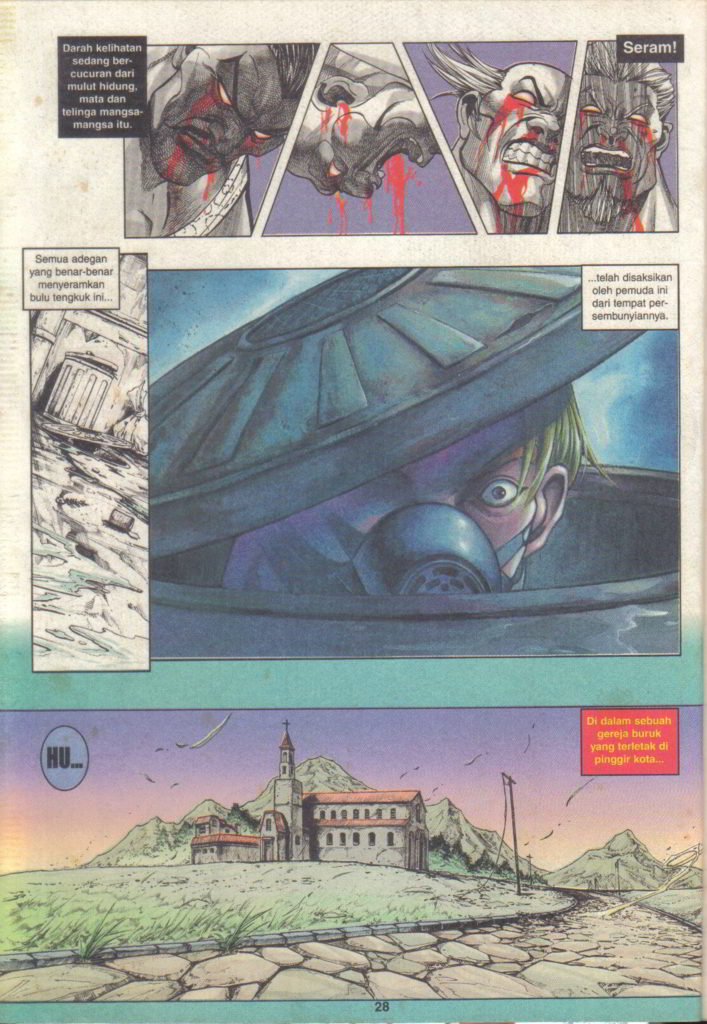 Darah kelihatan
sedang ber-
cucuran dari
mulut hidung,
mata dan
telinga mangsa-
mangsa itu.
Seram!
Semua adegan
yang benar-benar
menyeramkan
bulu tengkuk ini...
...telah disaksikan
oleh pemuda ini
dari tempat per-
sembunyiannya.
HU...
Di dalam sebuah
gereja buruk
yang terletak di
pinggir kota...
28